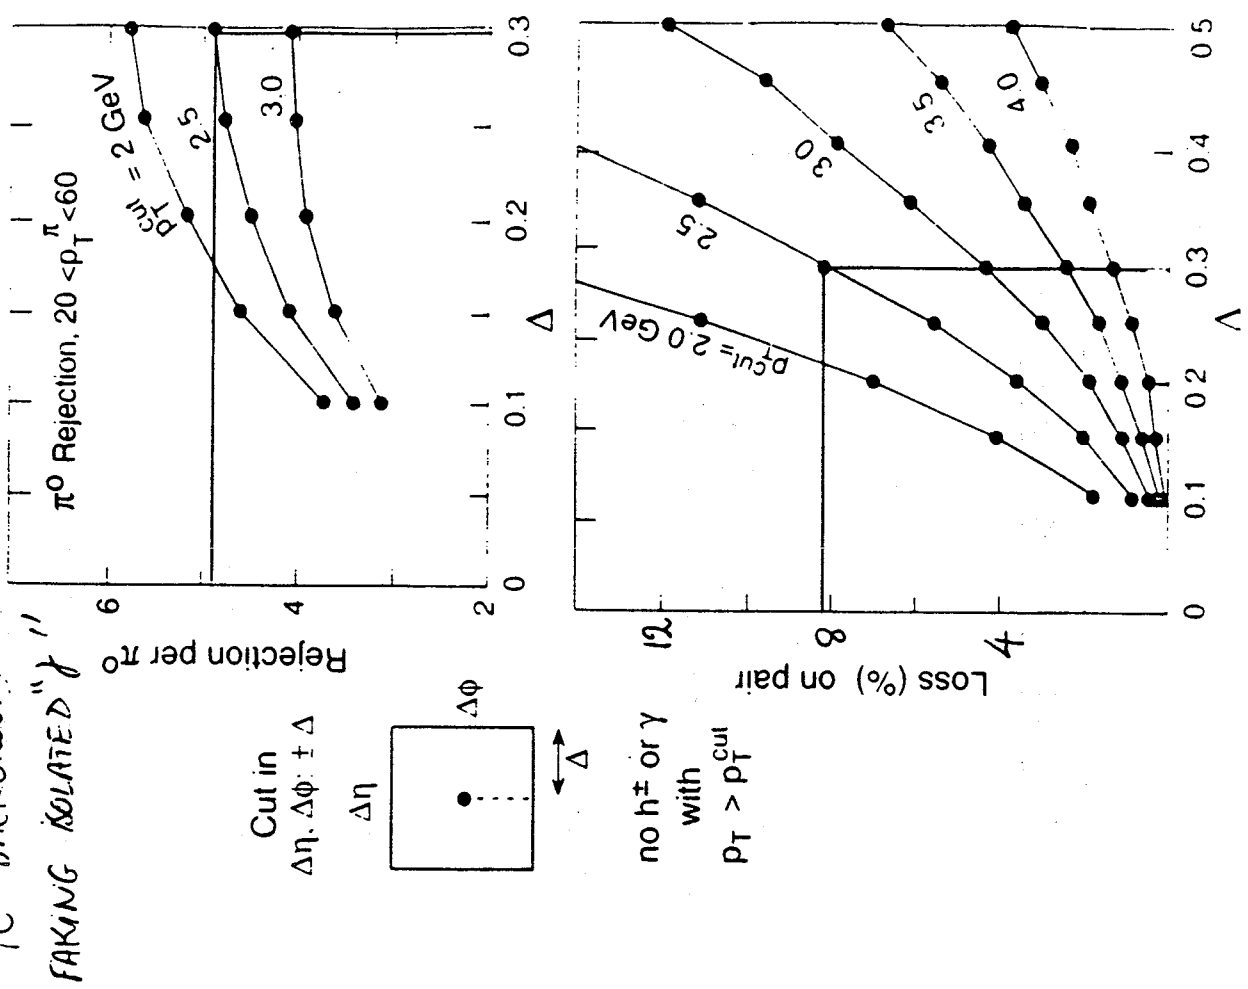 FAKING ISOLATED "γ"
π⁰ Rejection, 20 <p_T^π <60
Rejection per π⁰
6
4
2
p_T^cut = 2 GeV
2.5
3.0
0
0.1
0.2
0.3
Δ
Cut in
Δη, Δφ: ± Δ
Δη
Δφ
Δ
no h± or γ
with
p_T > p_T^cut
Loss (%) on pair
12
8
4
p_T^cut = 2.0 GeV
2.5
3.0
3.5
4.0
0
0.1
0.2
0.3
0.4
0.5
Δ